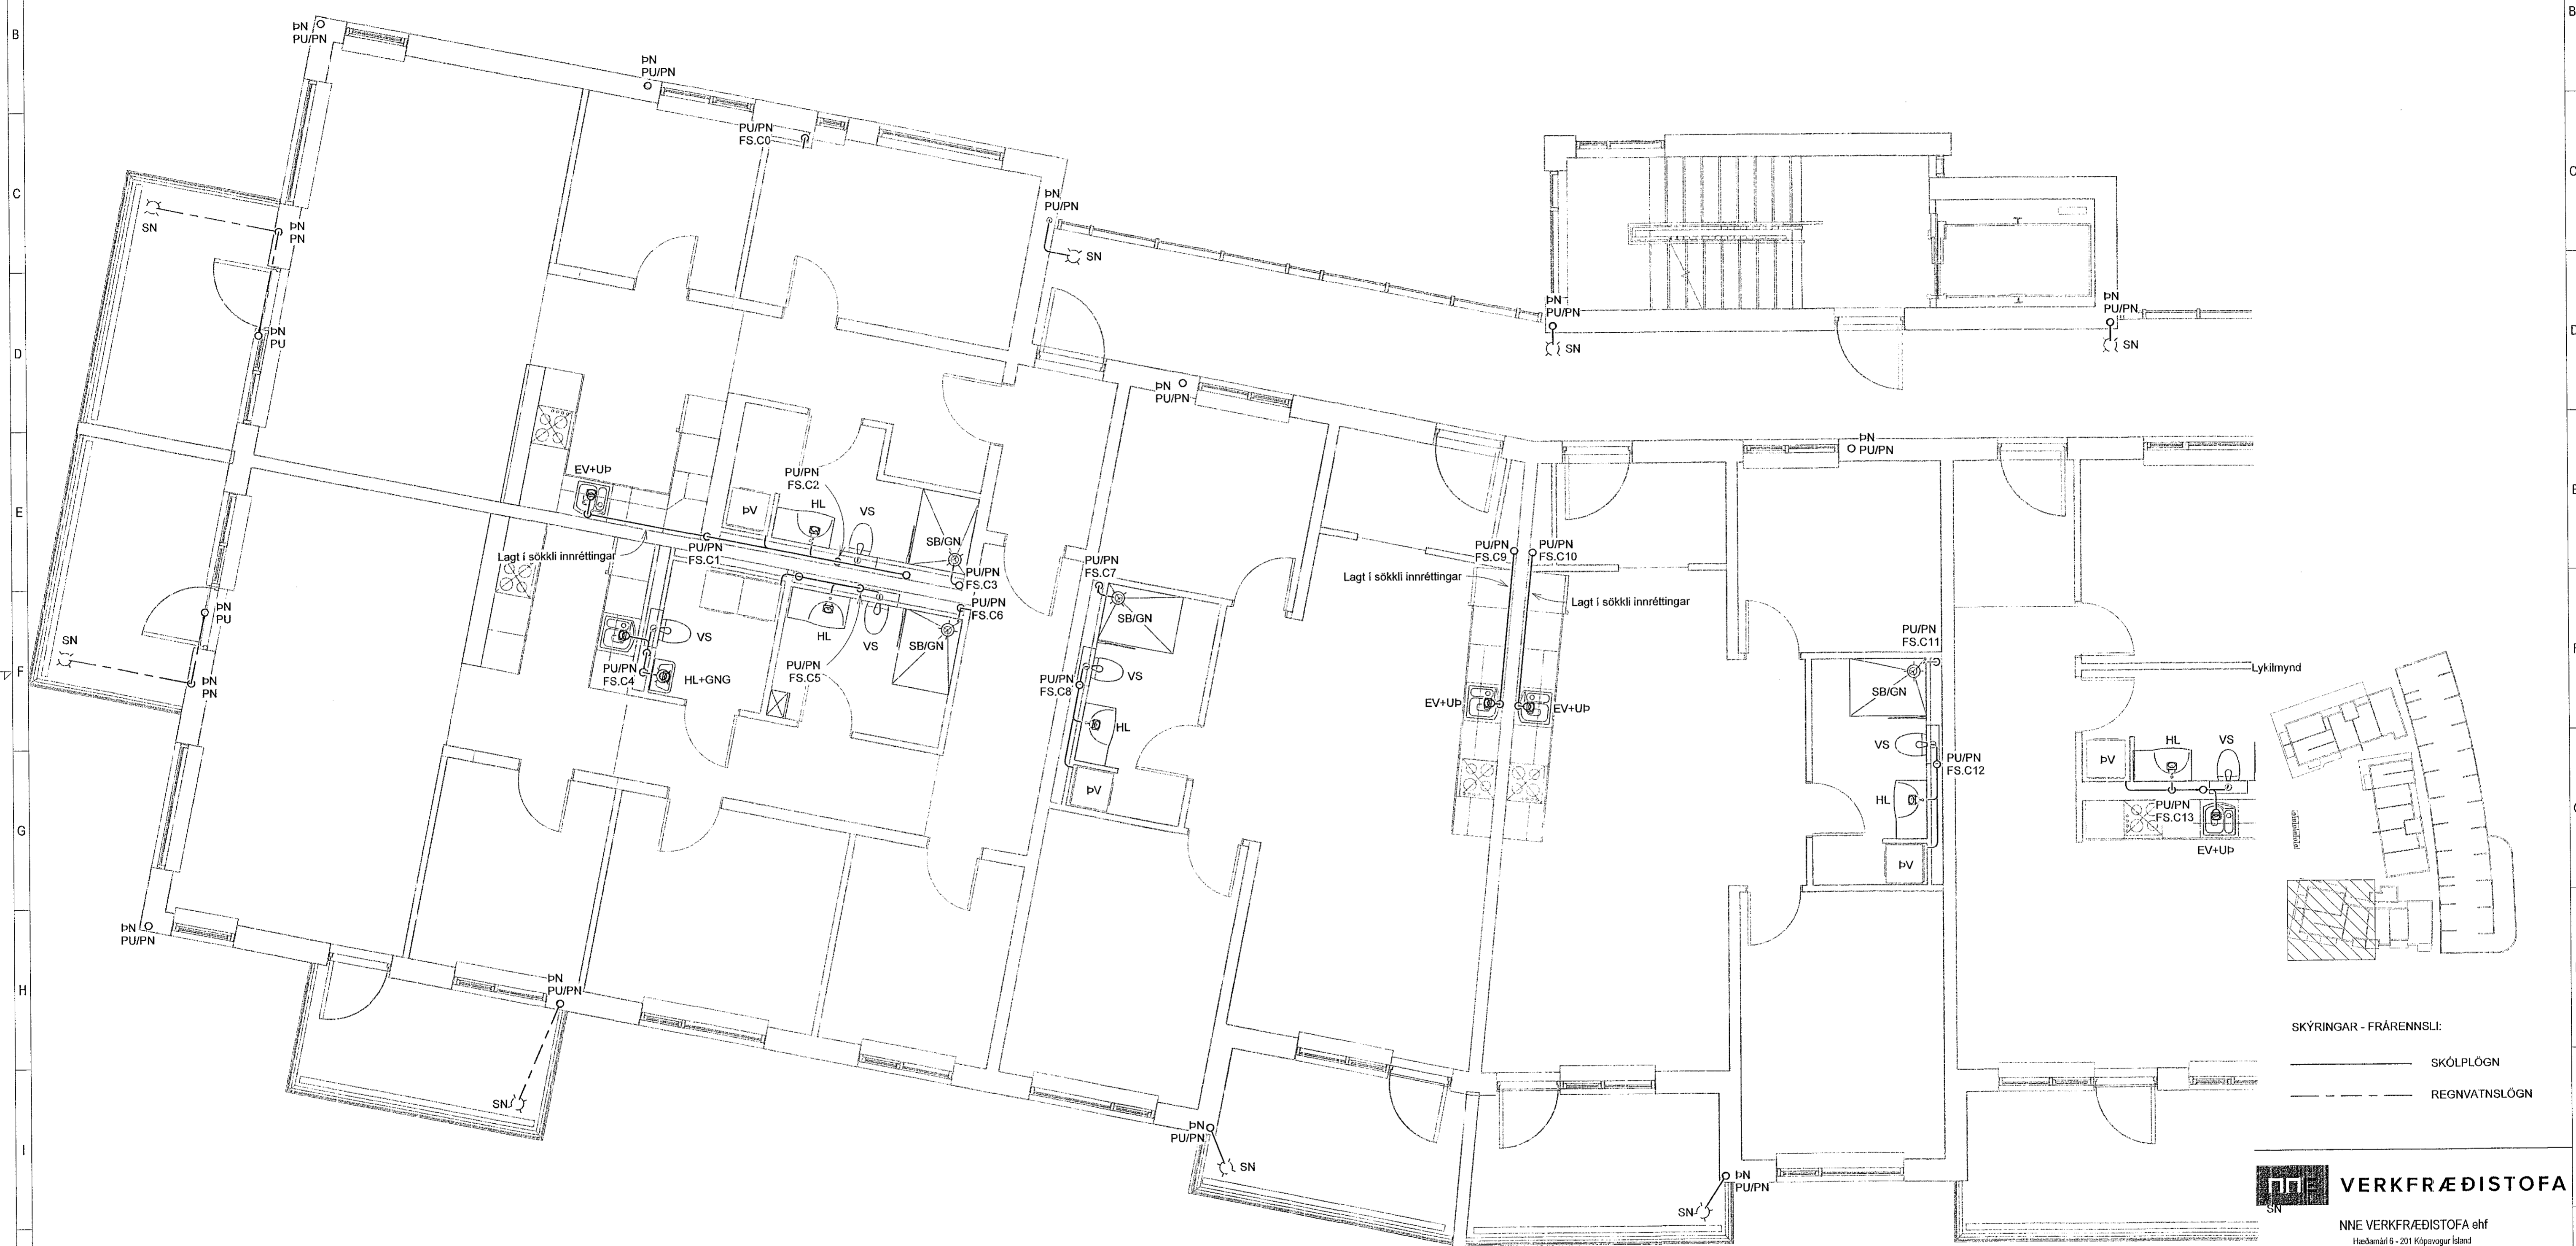 B
B
ÞN
PU/PN
ÞN
PU/PN
PU/PN
FS.C0
C
C
SN
ÞN
PN
ÞN
PU/PN
SN
ÞN
PU/PN
SN
ÞN
PU/PN
SN
D
D
ÞN
PU
ÞN
PU/PN
ÞN
PU/PN
E
E
EV+UÞ
PU/PN
FS.C2
ÞV
HL
VS
SB/GN
Lagt í sökkli innréttingar
PU/PN
FS.C1
PU/PN
FS.C3
PU/PN
FS.C6
PU/PN
FS.C7
PU/PN
FS.C9
PU/PN
FS.C10
Lagt í sökkli innréttingar
Lagt í sökkli innréttingar
ÞN
PU
SN
ÞN
PN
F
F
VS
HL
VS
SB/GN
PU/PN
FS.C4
HL+GNG
PU/PN
FS.C5
SB/GN
PU/PN
FS.C8
VS
HL
ÞV
EV+UÞ
EV+UÞ
PU/PN
FS.C11
SB/GN
VS
PU/PN
FS.C12
HL
ÞV
Lykilmynd
HL
VS
ÞV
PU/PN
FS.C13
EV+UÞ
G
ÞN
PU/PN
H
ÞN
PU/PN
SN
SKÝRINGAR - FRÁRENNSLI:
SKÓLPLÖGN
REGNVATNSLÖGN
I
ÞN
PU/PN
SN
ÞN
PU/PN
SN
nne VERKFRÆÐISTOFA
SN
NNE VERKFRÆÐISTOFA ehf
Hæðarnári 6 - 201 Kópavogur Ísland